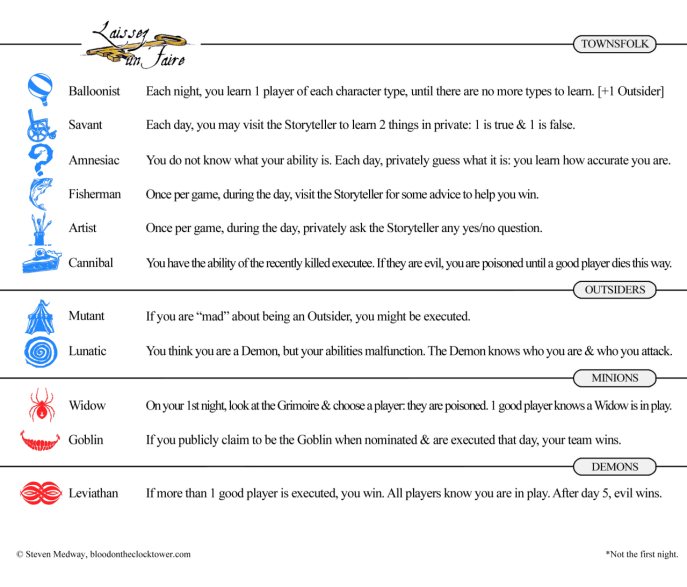 Laissez
un Faire
TOWNSFOLK
Balloonist Each night, you learn 1 player of each character type, until there are no more types to learn. [+1 Outsider]
Savant Each day, you may visit the Storyteller to learn 2 things in private: 1 is true & 1 is false.
Amnesiac You do not know what your ability is. Each day, privately guess what it is: you learn how accurate you are.
Fisherman Once per game, during the day, visit the Storyteller for some advice to help you win.
Artist Once per game, during the day, privately ask the Storyteller any yes/no question.
Cannibal You have the ability of the recently killed executee. If they are evil, you are poisoned until a good player dies this way.
OUTSIDERS
Mutant If you are “mad” about being an Outsider, you might be executed.
Lunatic You think you are a Demon, but your abilities malfunction. The Demon knows who you are & who you attack.
MINIONS
Widow On your 1st night, look at the Grimoire & choose a player: they are poisoned. 1 good player knows a Widow is in play.
Goblin If you publicly claim to be the Goblin when nominated & are executed that day, your team wins.
DEMONS
Leviathan If more than 1 good player is executed, you win. All players know you are in play. After day 5, evil wins.
© Steven Medway, bloodontheclocktower.com *Not the first night.